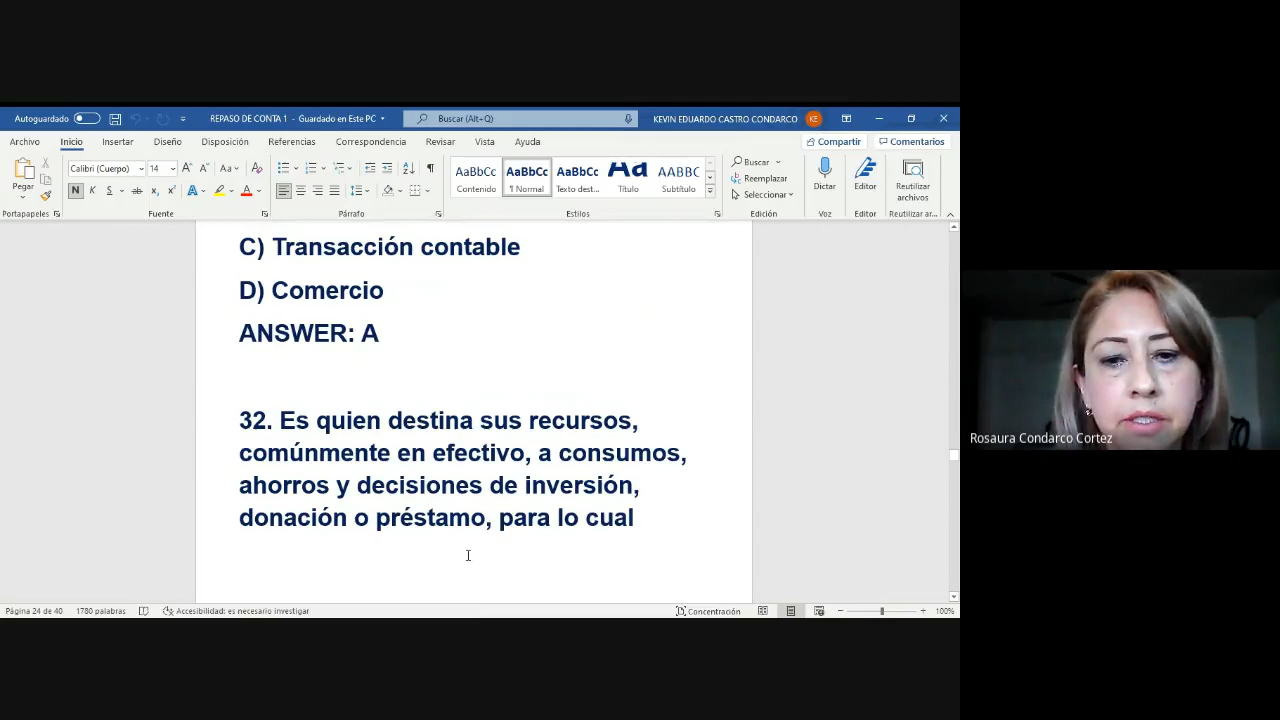 Autoguardado
REPASO DE CONTA 1 - Guardado en Este PC
Buscar (Alt+Q)
KEVIN EDUARDO CASTRO CONDARCO
KE
Archivo Inicio Insertar Diseño Disposición Referencias Correspondencia Revisar Vista Ayuda
Compartir Comentarios
Pegar
Calibri (Cuerpo) 14
AaBbCc AaBbCc AaBbCc Aa AABBC
Contenido ¶ Normal Texto dest... Título Subtítulo
Buscar
Reemplazar
Seleccionar
Dictar Editor Reutilizar archivos
Portapapeles Fuente Párrafo Estilos Edición Voz Editor Reutilizar ar...
C) Transacción contable
D) Comercio
ANSWER: A
32. Es quien destina sus recursos,
comúnmente en efectivo, a consumos,
ahorros y decisiones de inversión,
donación o préstamo, para lo cual
Rosaura Condarco Cortez
Página 24 de 40 1780 palabras Accesibilidad: es necesario investigar Concentración 100%